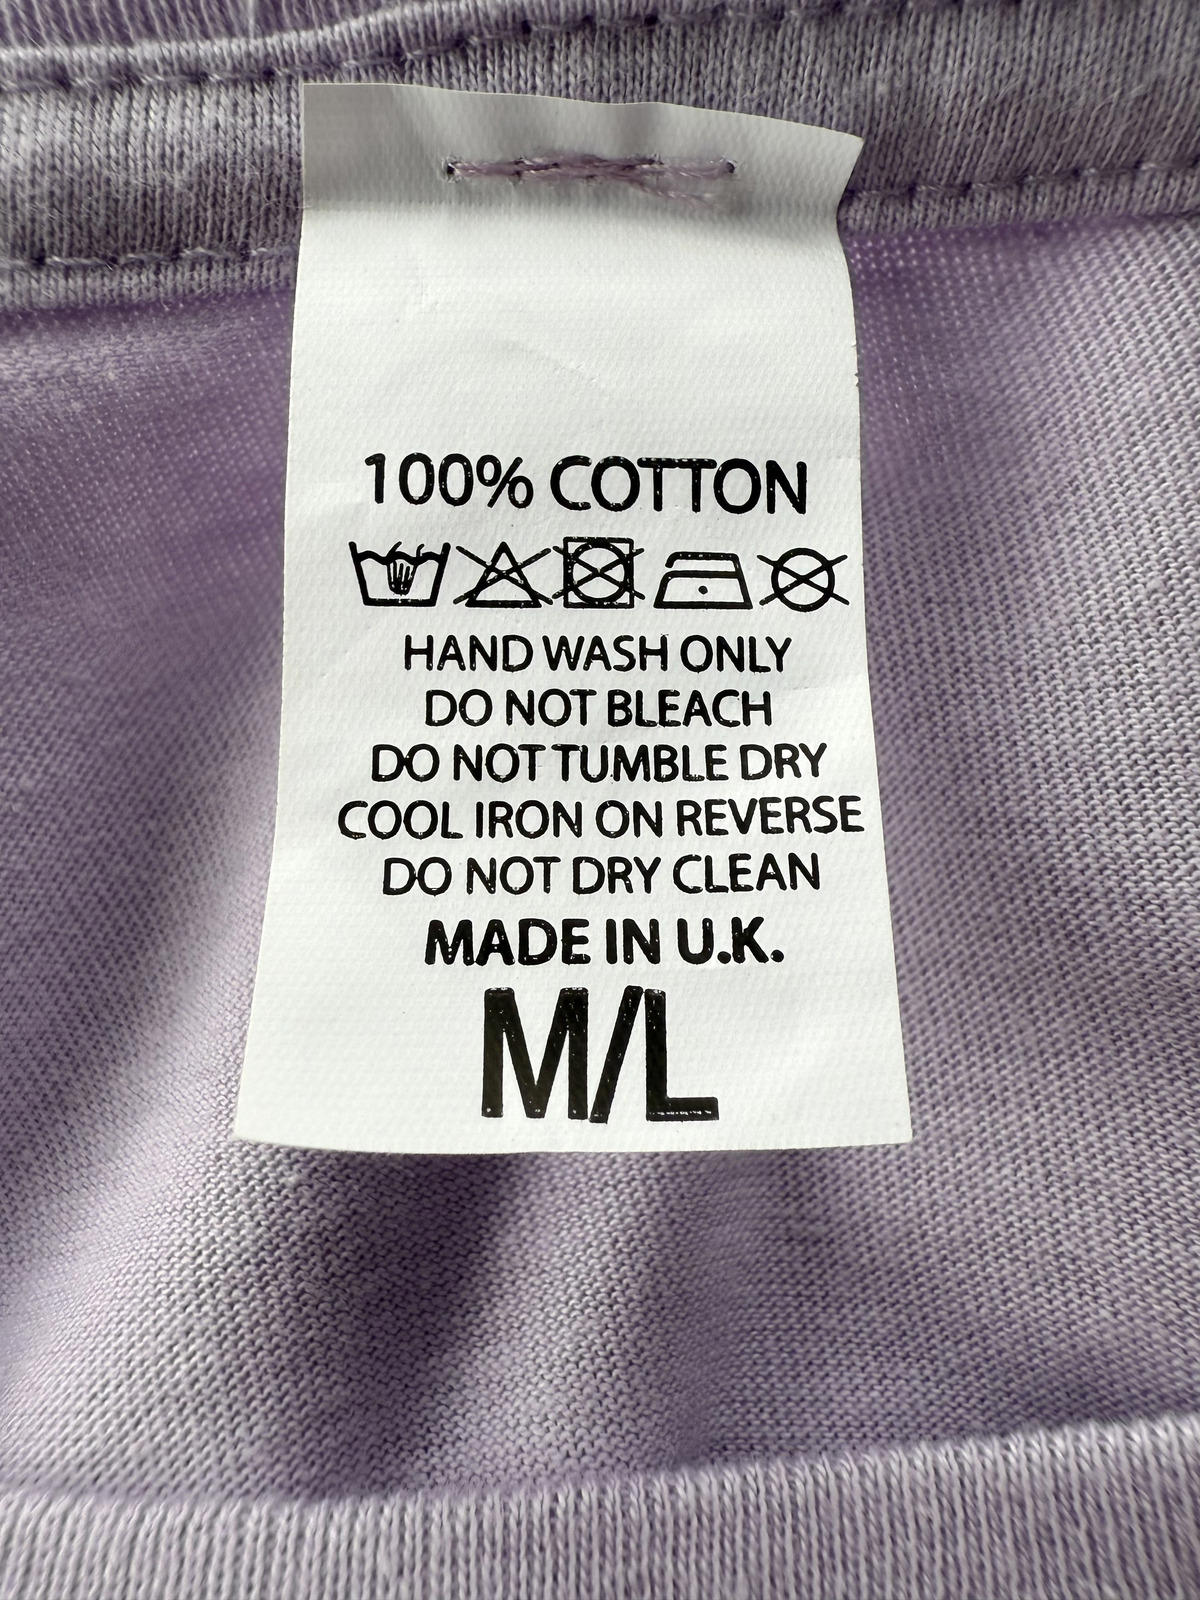 100% COTTON
HAND WASH ONLY
DO NOT BLEACH
DO NOT TUMBLE DRY
COOL IRON ON REVERSE
DO NOT DRY CLEAN
MADE IN U.K.
M/L